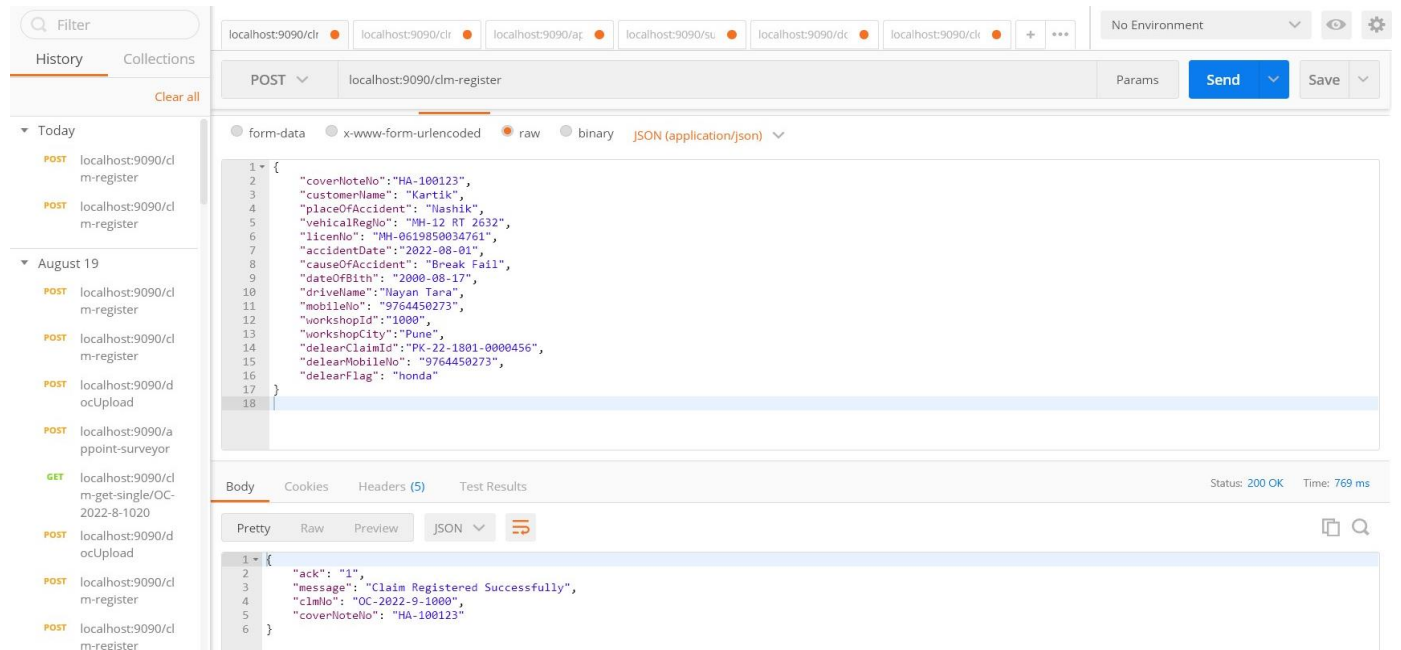 Filter
History Collections
Clear all
Today
POST localhost:9090/cl
m-register
POST localhost:9090/cl
m-register
August 19
POST localhost:9090/cl
m-register
POST localhost:9090/cl
m-register
POST localhost:9090/d
ocUpload
POST localhost:9090/a
ppoint-surveyor
GET localhost:9090/cl
m-get-single/OC-
2022-8-1020
POST localhost:9090/d
ocUpload
POST localhost:9090/cl
m-register
POST localhost:9090/cl
m-register
localhost:9090/clr localhost:9090/clr localhost:9090/ap localhost:9090/su localhost:9090/dc localhost:9090/clc + •••
No Environment
POST localhost:9090/clm-register Params Send Save
form-data x-www-form-urlencoded raw binary JSON (application/json)
1 {
2 "coverNoteNo":"HA-100123",
3 "customerName": "Kartik",
4 "placeOfAccident": "Nashik",
5 "vehicalRegNo": "MH-12 RT 2632",
6 "licenNo": "MH-0619850034761",
7 "accidentDate":"2022-08-01",
8 "causeOfAccident": "Break Fail",
9 "dateOfBith": "2000-08-17",
10 "driveName":"Nayan Tara",
11 "mobileNo": "9764450273",
12 "workshopId":"1000",
13 "workshopCity":"Pune",
14 "delearClaimId":"PK-22-1801-0000456",
15 "delearMobileNo": "9764450273",
16 "delearFlag": "honda"
17 }
18
Body Cookies Headers (5) Test Results Status: 200 OK Time: 769 ms
Pretty Raw Preview JSON
1 {
2 "ack": "1",
3 "message": "Claim Registered Successfully",
4 "clmNo": "OC-2022-9-1000",
5 "coverNoteNo": "HA-100123"
6 }